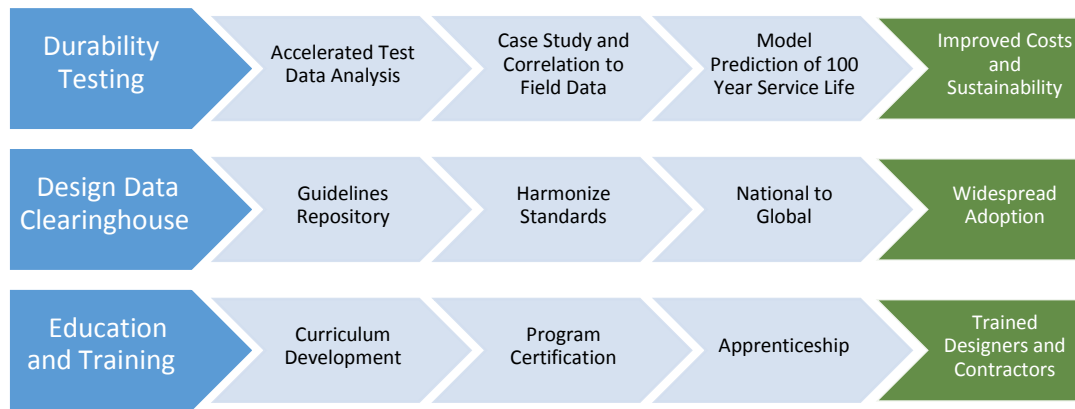 Durability
Testing
Accelerated Test
Data Analysis
Case Study and
Correlation to
Field Data
Model
Prediction of 100
Year Service Life
Improved Costs
and
Sustainability
Design Data
Clearinghouse
Guidelines
Repository
Harmonize
Standards
National to
Global
Widespread
Adoption
Education
and Training
Curriculum
Development
Program
Certification
Apprenticeship
Trained
Designers and
Contractors